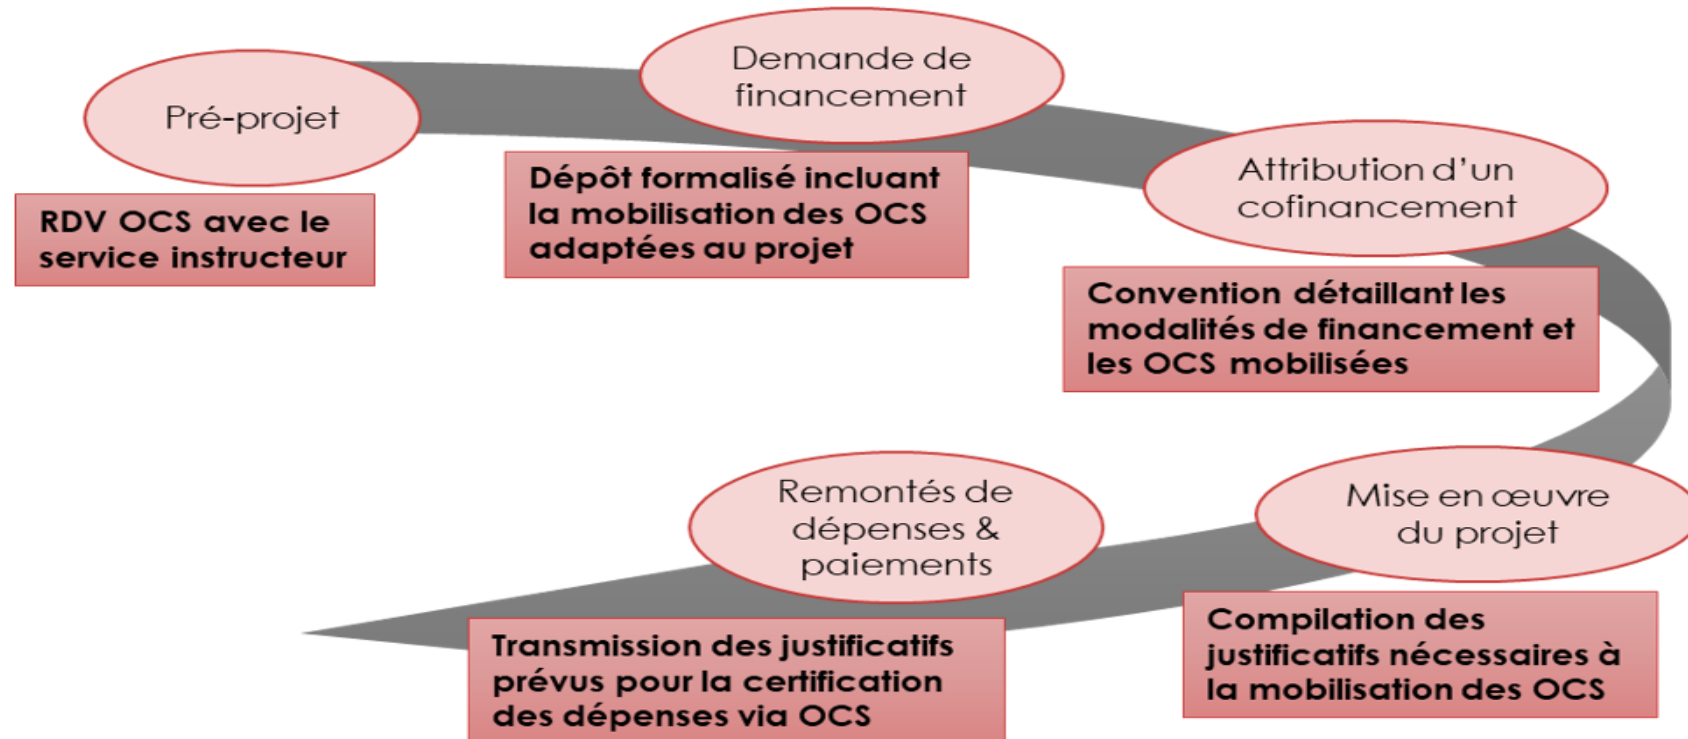 Pré-projet
RDV OCS avec le
service instructeur
Demande de
financement
Dépôt formalisé incluant
la mobilisation des OCS
adaptées au projet
Attribution d'un
cofinancement
Convention détaillant les
modalités de financement et
les OCS mobilisées
Mise en œuvre
du projet
Compilation des
justificatifs nécessaires à
la mobilisation des OCS
Remontés de
dépenses &
paiements
Transmission des justificatifs
prévus pour la certification
des dépenses via OCS